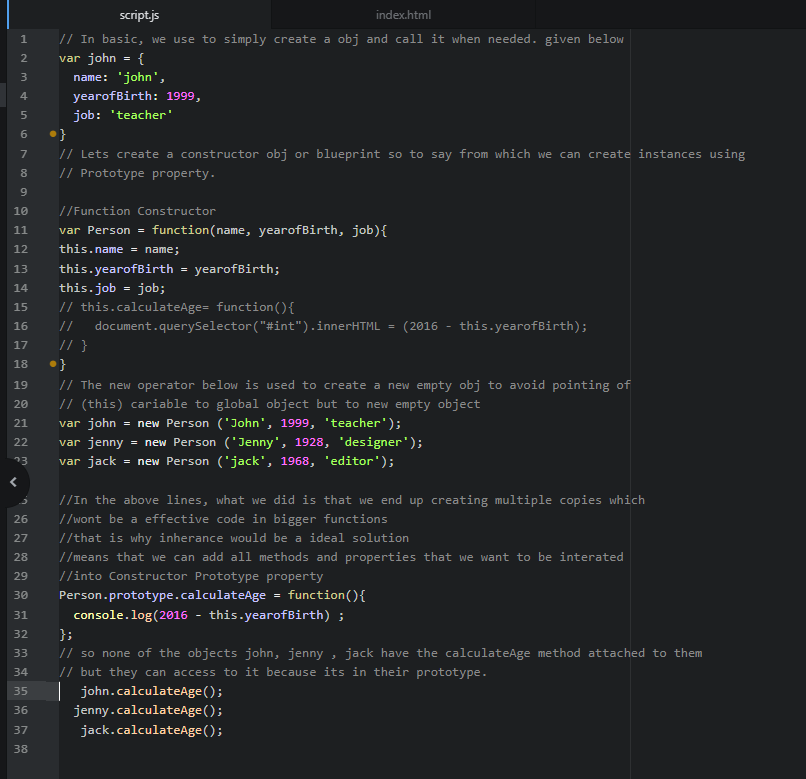 script.js
index.html
1 // In basic, we use to simply create a obj and call it when needed. given below
2 var john = {
3   name: 'john',
4   yearofBirth: 1999,
5   job: 'teacher'
6 }
7 // Lets create a constructor obj or blueprint so to say from which we can create instances using
8 // Prototype property.
9
10 //Function Constructor
11 var Person = function(name, yearofBirth, job){
12 this.name = name;
13 this.yearofBirth = yearofBirth;
14 this.job = job;
15 // this.calculateAge= function(){
16 //   document.querySelector("#int").innerHTML = (2016 - this.yearofBirth);
17 // }
18 }
19 // The new operator below is used to create a new empty obj to avoid pointing of
20 // (this) cariable to global object but to new empty object
21 var john = new Person ('John', 1999, 'teacher');
22 var jenny = new Person ('Jenny', 1928, 'designer');
23 var jack = new Person ('jack', 1968, 'editor');
//In the above lines, what we did is that we end up creating multiple copies which
26 //wont be a effective code in bigger functions
27 //that is why inherance would be a ideal solution
28 //means that we can add all methods and properties that we want to be interated
29 //into Constructor Prototype property
30 Person.prototype.calculateAge = function(){
31   console.log(2016 - this.yearofBirth) ;
32 };
33 // so none of the objects john, jenny , jack have the calculateAge method attached to them
34 // but they can access to it because its in their prototype.
35    john.calculateAge();
36   jenny.calculateAge();
37    jack.calculateAge();
38